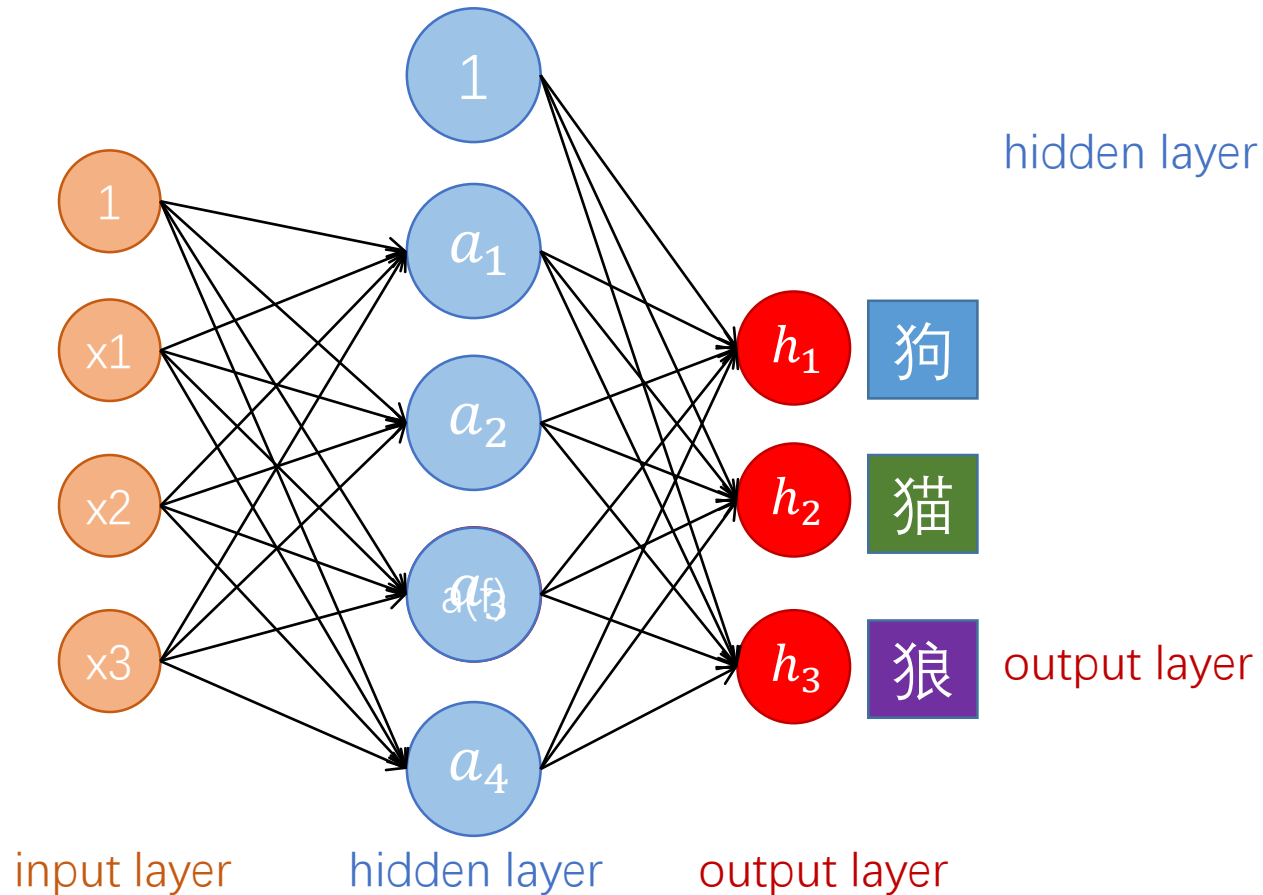 1
hidden layer
1
a₁
x1
h₁
狗
a₂
x2
h₂
猫
x3
h₃
狼
output layer
a₄
input layer
hidden layer
output layer